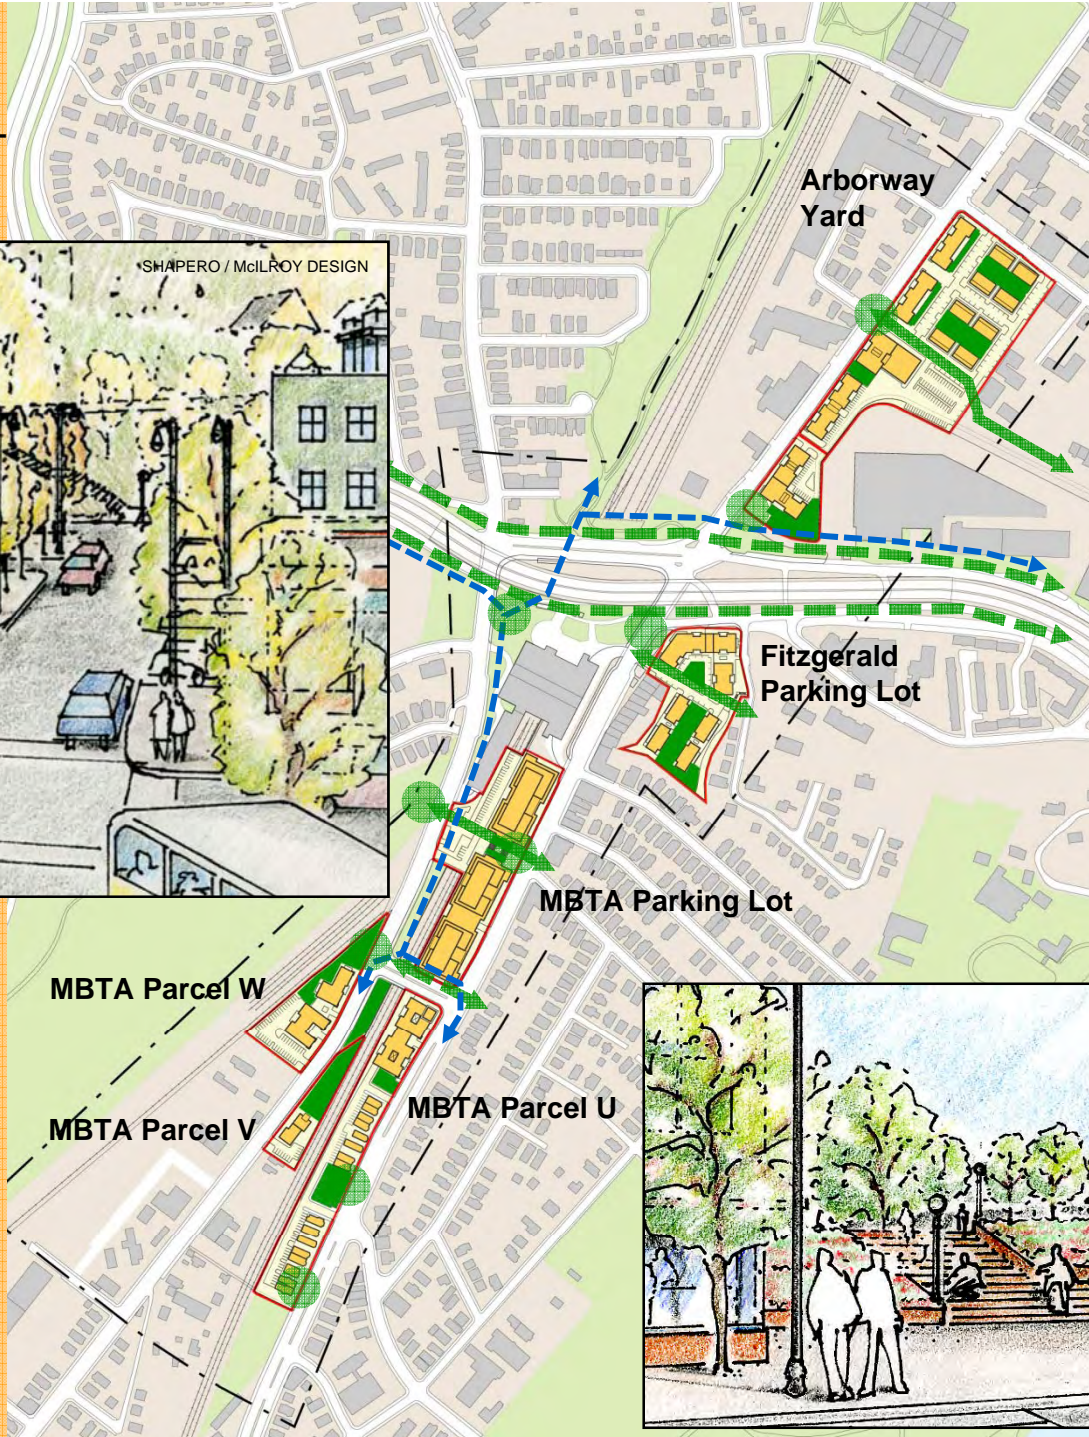 Arborway
Yard
SHAPERO / McILROY DESIGN
Fitzgerald
Parking Lot
MBTA Parking Lot
MBTA Parcel W
MBTA Parcel U
MBTA Parcel V